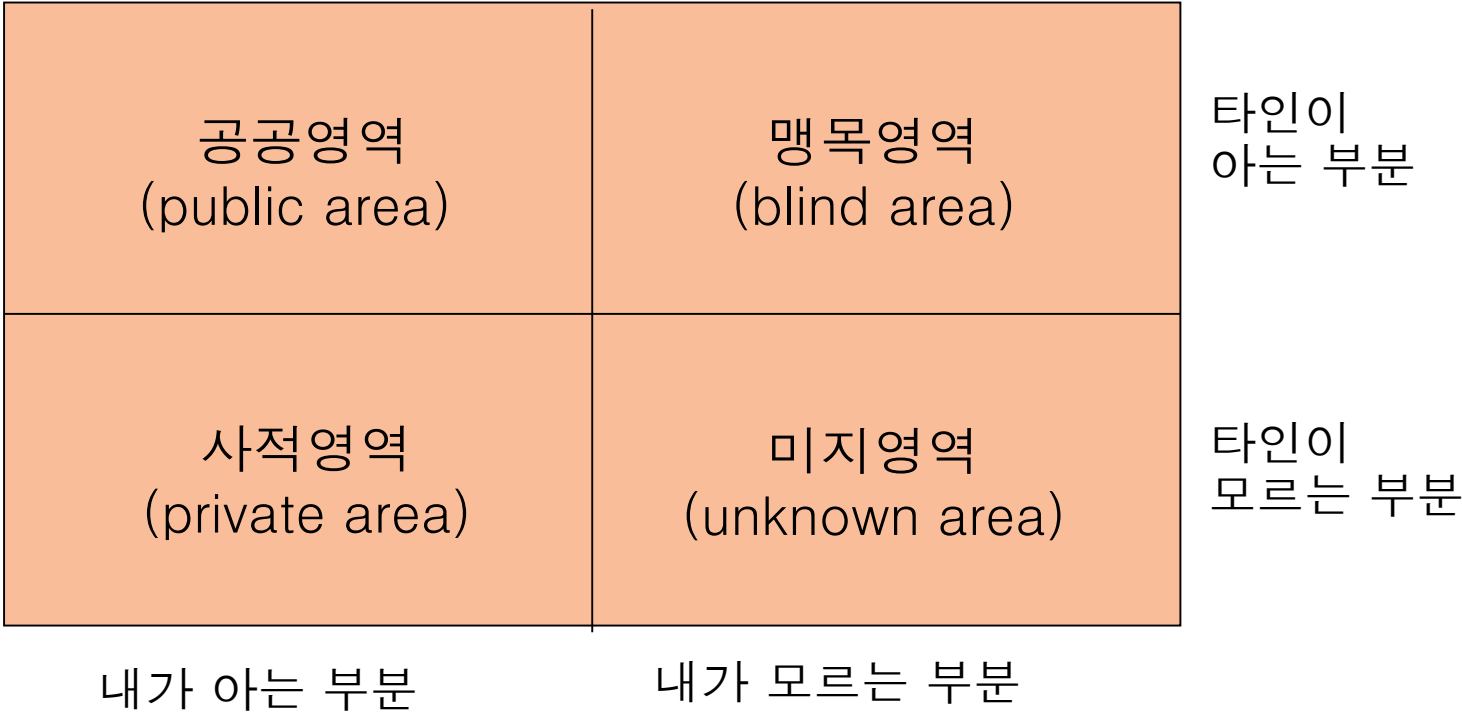 공공영역
(public area)
맹목영역
(blind area)
타인이
아는 부분
사적영역
(private area)
미지영역
(unknown area)
타인이
모르는 부분
내가 아는 부분
내가 모르는 부분